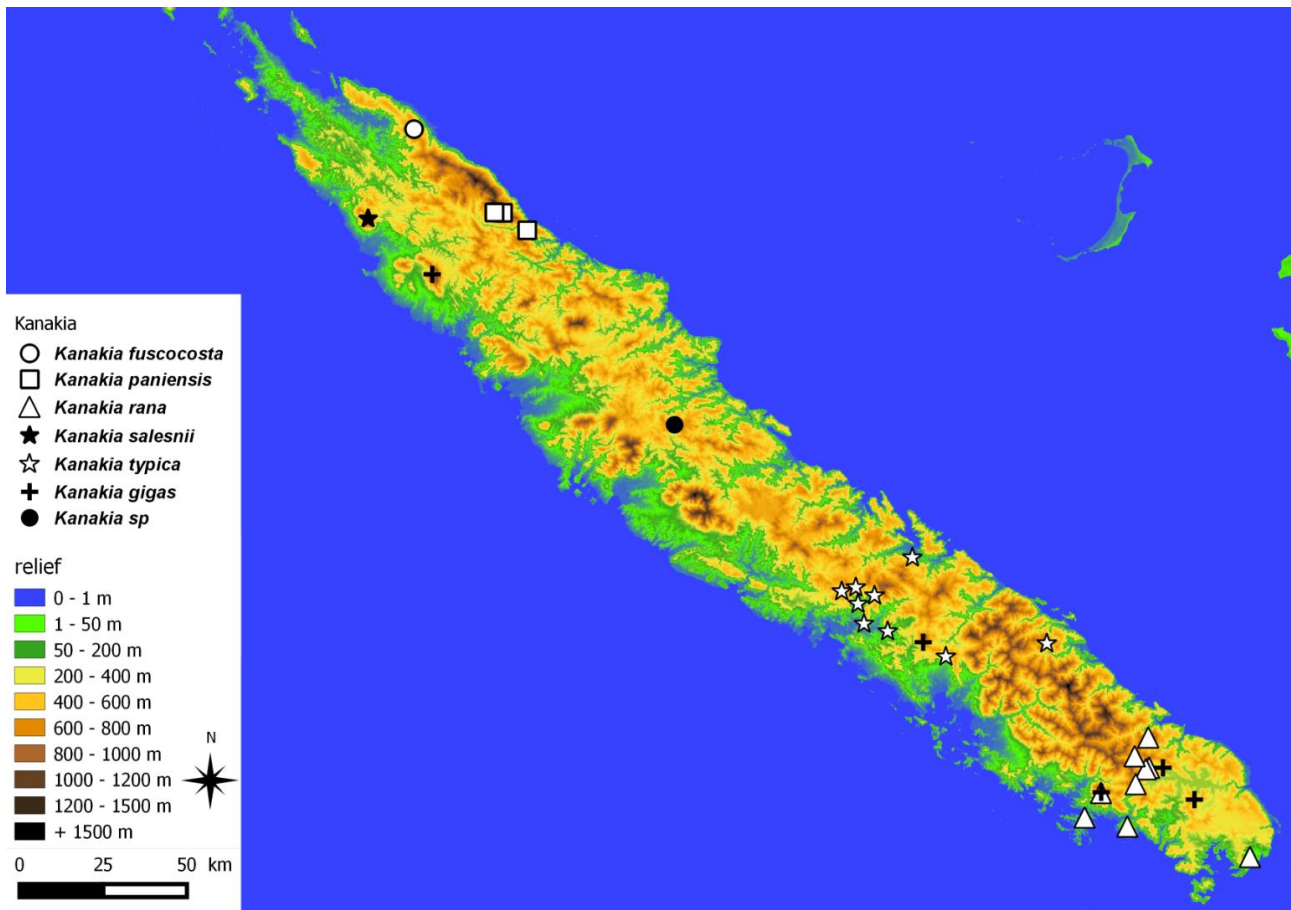 Kanakia
Kanakia fuscocosta
Kanakia paniensis
Kanakia rana
Kanakia salesnii
Kanakia typica
Kanakia gigas
Kanakia sp
relief
0 - 1 m
1 - 50 m
50 - 200 m
200 - 400 m
400 - 600 m
600 - 800 m
800 - 1000 m
1000 - 1200 m
1200 - 1500 m
+ 1500 m
N
0 25 50 km